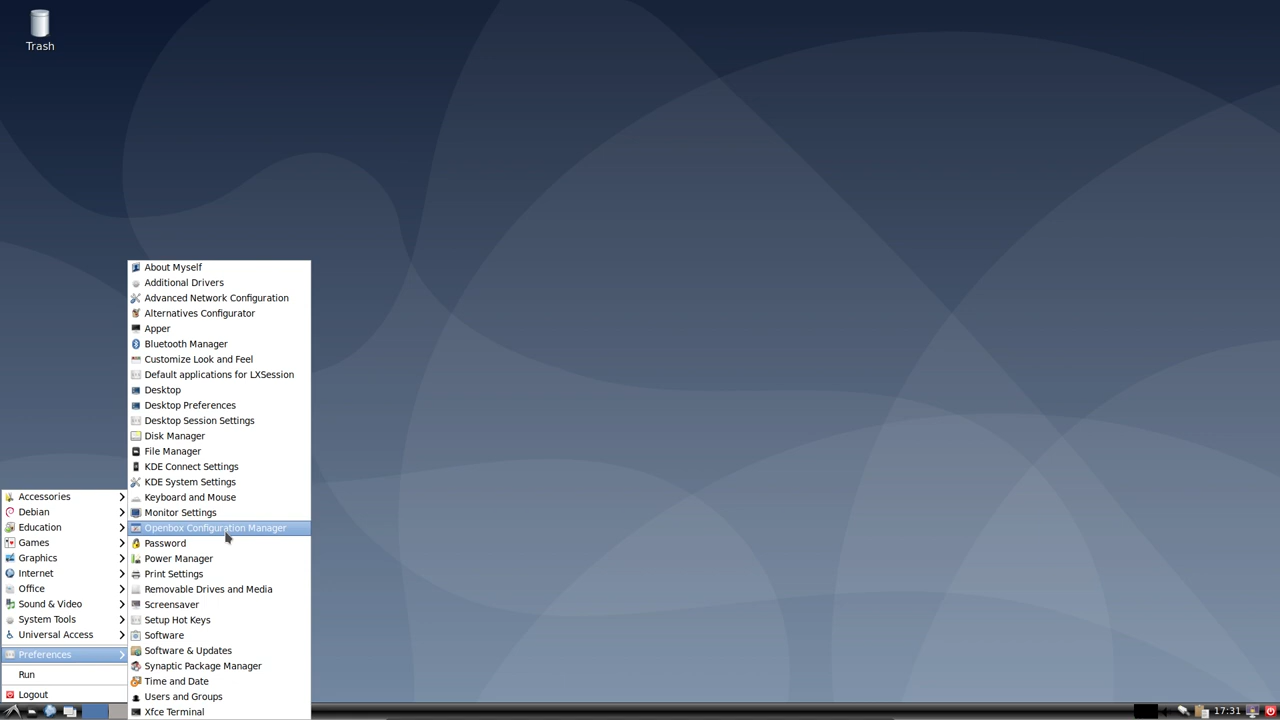 Trash
About Myself
Additional Drivers
Advanced Network Configuration
Alternatives Configurator
Apper
Bluetooth Manager
Customize Look and Feel
Default applications for LXSession
Desktop
Desktop Preferences
Desktop Session Settings
Disk Manager
File Manager
KDE Connect Settings
KDE System Settings
Keyboard and Mouse
Monitor Settings
Openbox Configuration Manager
Password
Power Manager
Print Settings
Removable Drives and Media
Screensaver
Setup Hot Keys
Software
Software & Updates
Synaptic Package Manager
Time and Date
Users and Groups
Xfce Terminal
Accessories
Debian
Education
Games
Graphics
Internet
Office
Sound & Video
System Tools
Universal Access
Preferences
Run
Logout
17:31